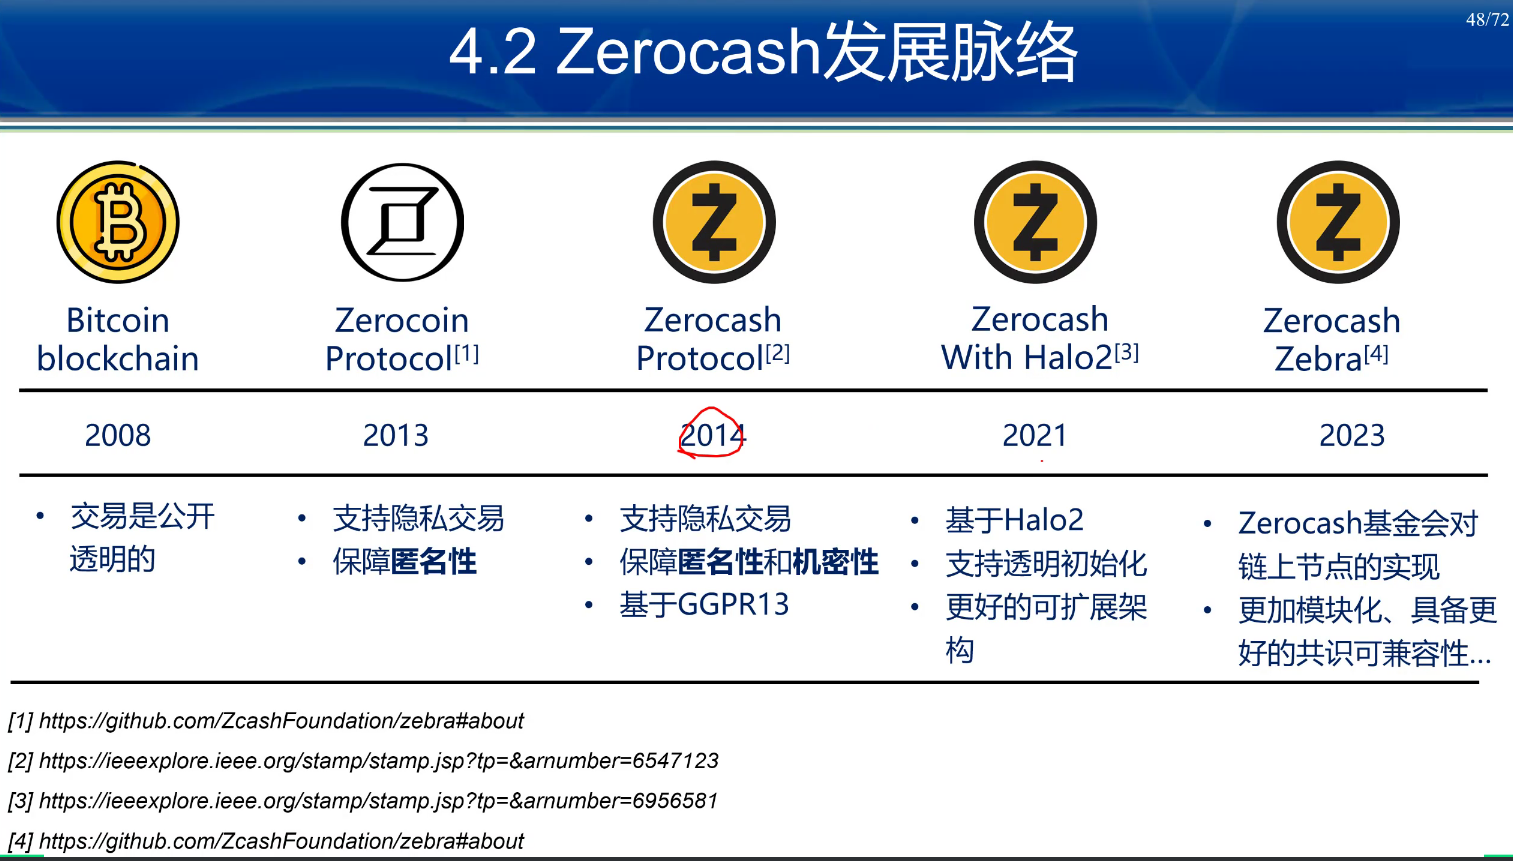 48/72
4.2 Zerocash发展脉络
Bitcoin
blockchain
Zerocoin
Protocol[1]
Zerocash
Protocol[2]
Zerocash
With Halo2[3]
Zerocash
Zebra[4]
2008
2013
2014
2021
2023
• 交易是公开
透明的
• 支持隐私交易
• 保障匿名性
• 支持隐私交易
• 保障匿名性和机密性
• 基于GGPR13
• 基于Halo2
• 支持透明初始化
• 更好的可扩展架
构
• Zerocash基金会对
链上节点的实现
• 更加模块化、具备更
好的共识可兼容性...
[1] https://github.com/ZcashFoundation/zebra#about
[2] https://ieeexplore.ieee.org/stamp/stamp.jsp?tp=&arnumber=6547123
[3] https://ieeexplore.ieee.org/stamp/stamp.jsp?tp=&arnumber=6956581
[4] https://github.com/ZcashFoundation/zebra#about